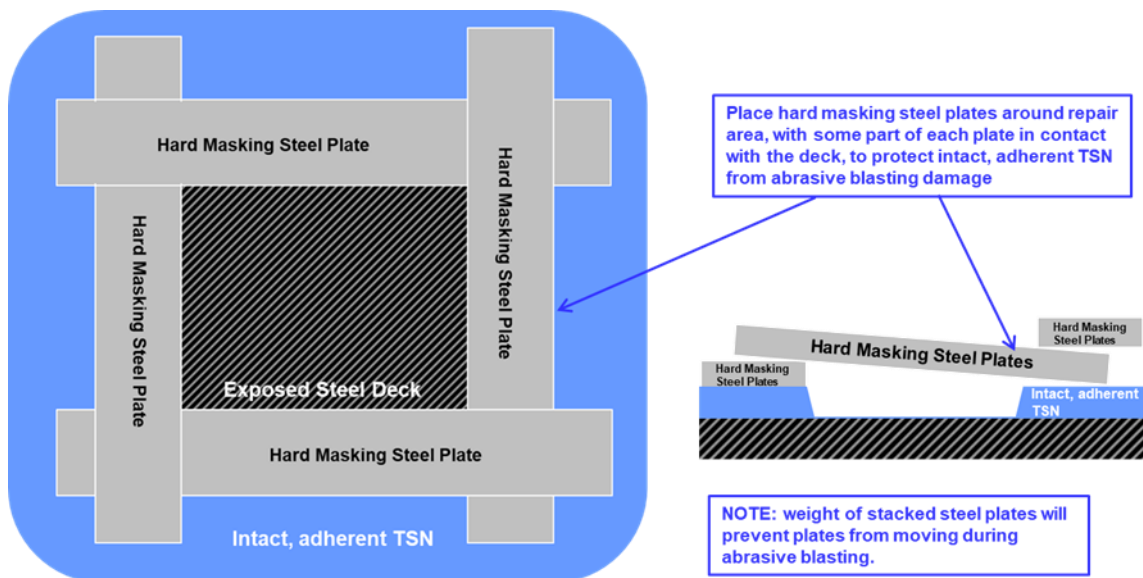 Hard Masking Steel Plate
Hard Masking Steel Plate
Hard Masking Steel Plate
Exposed Steel Deck
Hard Masking Steel Plate
Intact, adherent TSN
Place hard masking steel plates around repair
area, with some part of each plate in contact
with the deck, to protect intact, adherent TSN
from abrasive blasting damage
Hard Masking
Steel Plates
Hard Masking Steel Plates
Hard Masking
Steel Plates
Intact, adherent
TSN
NOTE: weight of stacked steel plates will
prevent plates from moving during
abrasive blasting.